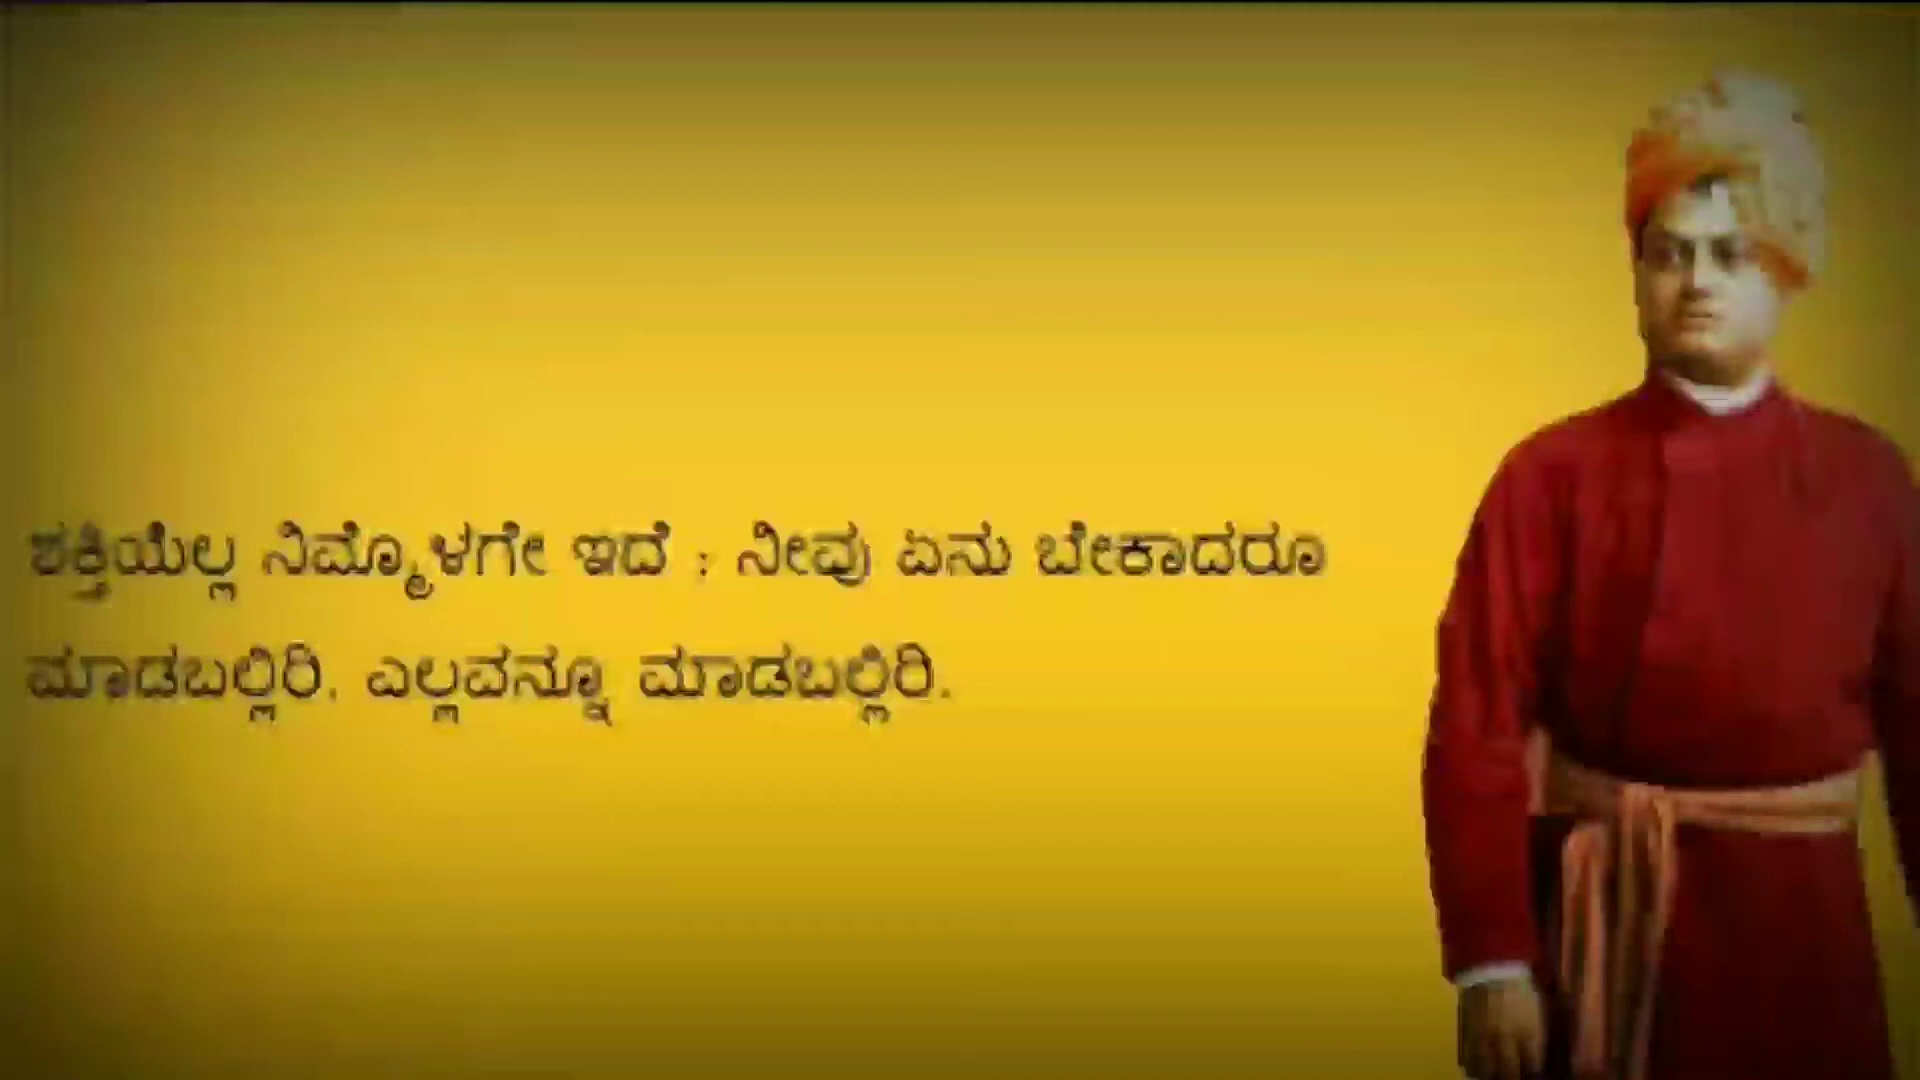 ಶಕ್ತಿಯೆಲ್ಲ ನಿಮ್ಮೊಳಗೇ ಇದೆ ; ನೀವು ಏನು ಬೇಕಾದರೂ
ಮಾಡಬಲ್ಲಿರಿ. ಎಲ್ಲವನ್ನೂ ಮಾಡಬಲ್ಲಿರಿ.